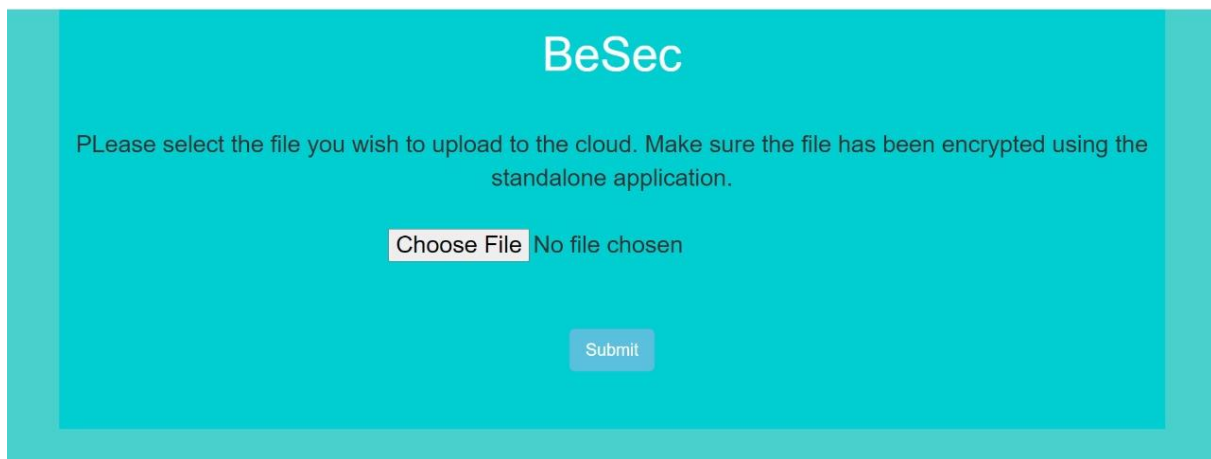 BeSec
PLease select the file you wish to upload to the cloud. Make sure the file has been encrypted using the
standalone application.
Choose File No file chosen
Submit